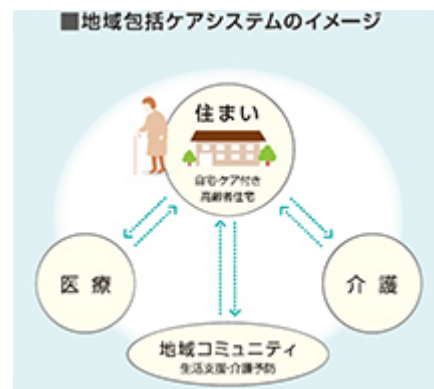 ■地域包括ケアシステムのイメージ
住まい
自宅・ケア付き
高齢者住宅
医療
介護
地域コミュニティ
生活支援・介護予防